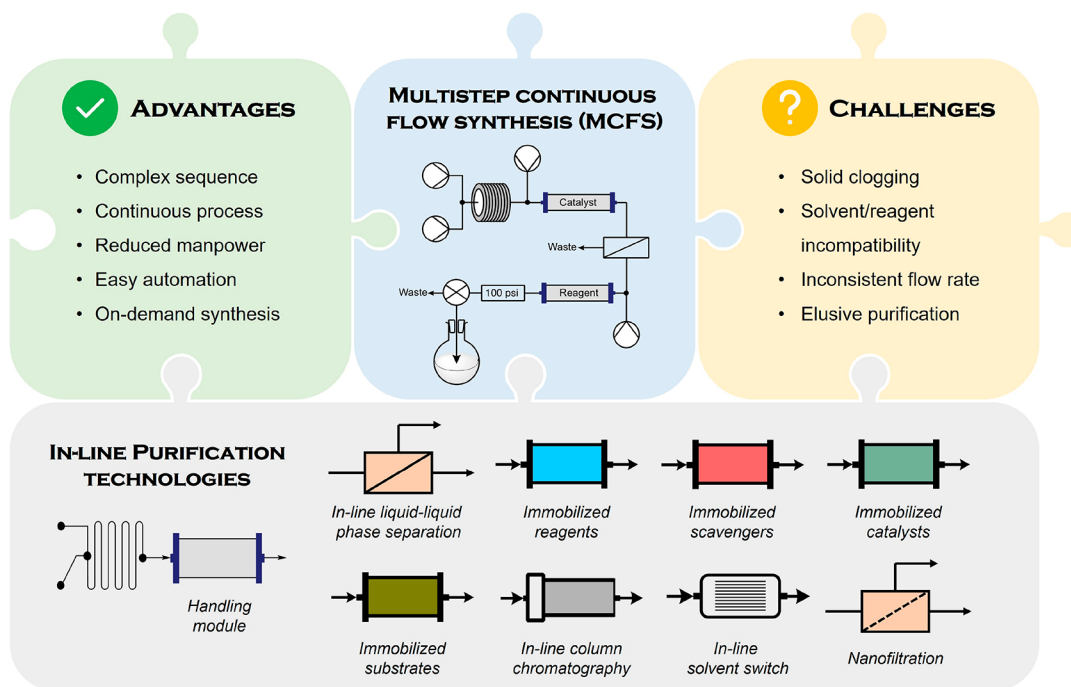 ADVANTAGES
• Complex sequence
• Continuous process
• Reduced manpower
• Easy automation
• On-demand synthesis
MULTISTEP CONTINUOUS
FLOW SYNTHESIS (MCFS)
Catalyst
Waste
Waste
100 psi
Reagent
?
CHALLENGES
• Solid clogging
• Solvent/reagent
incompatibility
• Inconsistent flow rate
• Elusive purification
IN-LINE PURIFICATION
TECHNOLOGIES
Handling
module
In-line liquid-liquid
phase separation
Immobilized
reagents
Immobilized
scavengers
Immobilized
catalysts
Immobilized
substrates
In-line column
chromatography
In-line
solvent switch
Nanofiltration